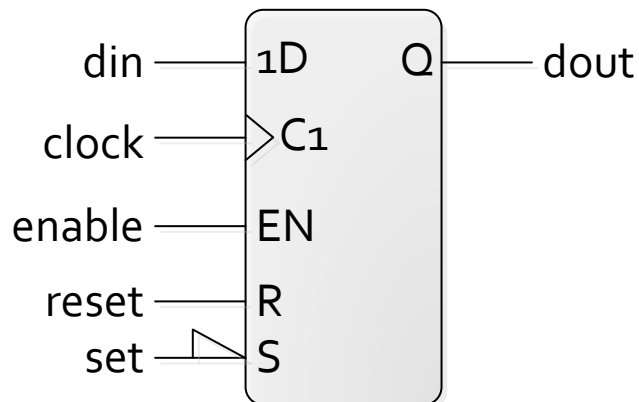 din 1D Q dout
clock C1
enable EN
reset R
set S